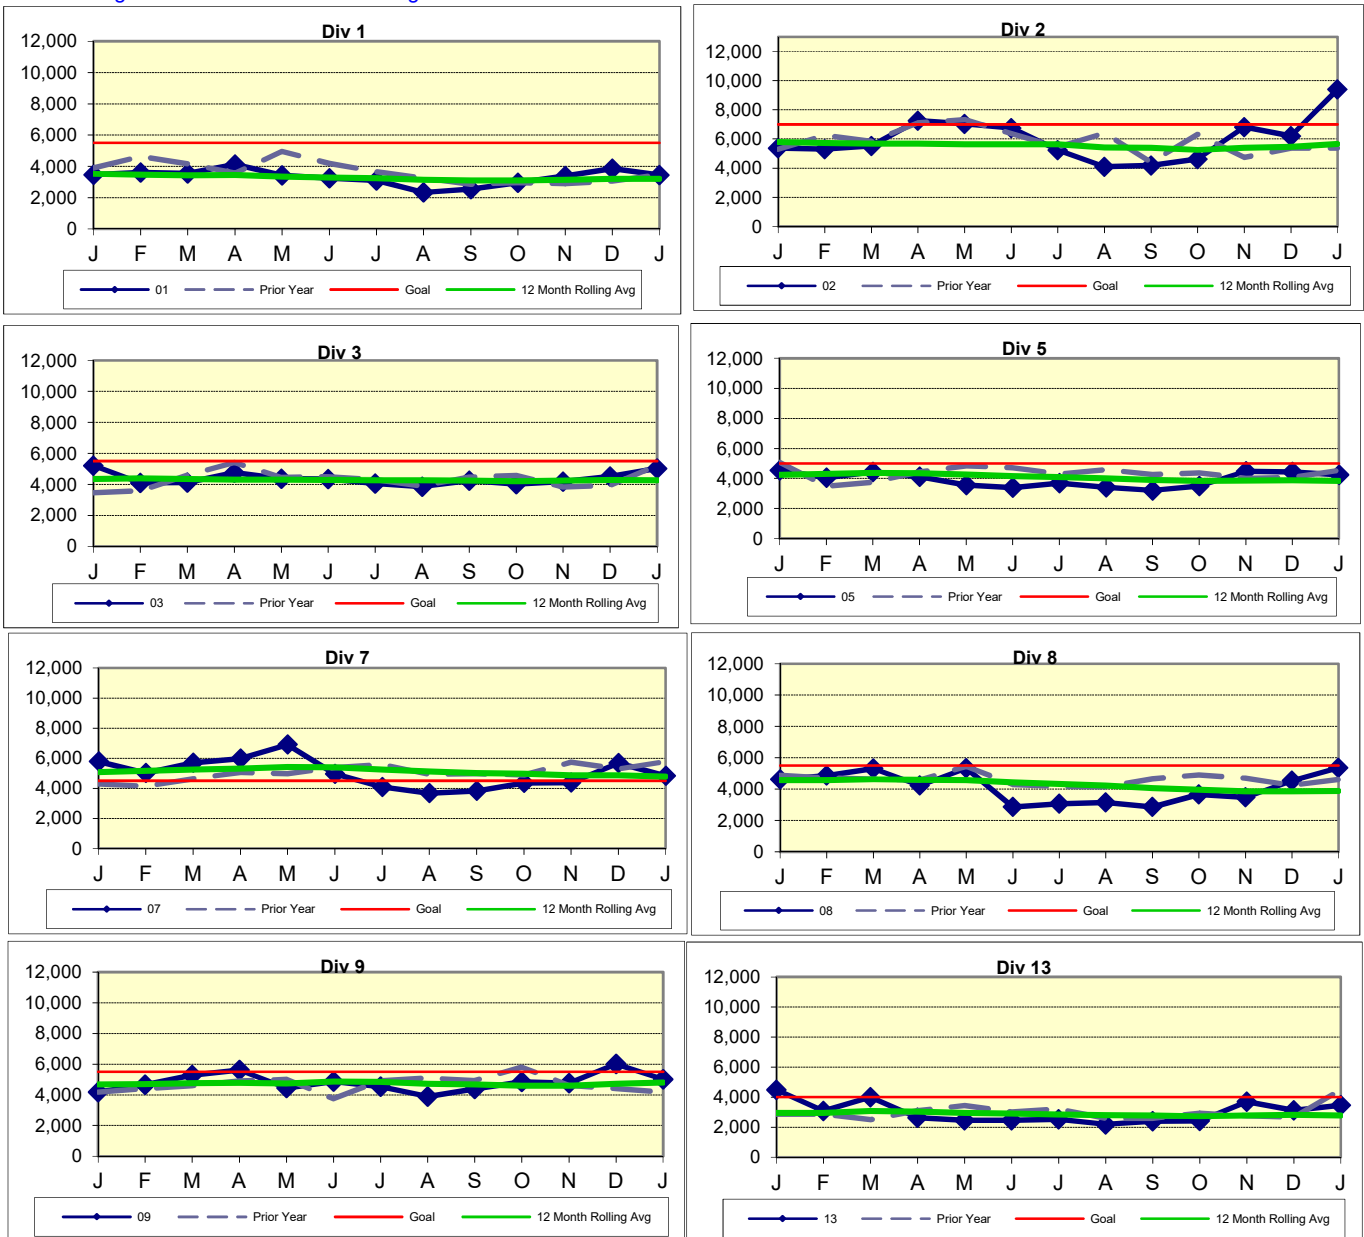 Div 1
12,000
10,000
8,000
6,000
4,000
2,000
0
J F M A M J J A S O N D J
01 Prior Year Goal 12 Month Rolling Avg
Div 2
12,000
10,000
8,000
6,000
4,000
2,000
0
J F M A M J J A S O N D J
02 Prior Year Goal 12 Month Rolling Avg
Div 3
12,000
10,000
8,000
6,000
4,000
2,000
0
J F M A M J J A S O N D J
03 Prior Year Goal 12 Month Rolling Avg
Div 5
12,000
10,000
8,000
6,000
4,000
2,000
0
J F M A M J J A S O N D J
05 Prior Year Goal 12 Month Rolling Avg
Div 7
12,000
10,000
8,000
6,000
4,000
2,000
0
J F M A M J J A S O N D J
07 Prior Year Goal 12 Month Rolling Avg
Div 8
12,000
10,000
8,000
6,000
4,000
2,000
0
J F M A M J J A S O N D J
08 Prior Year Goal 12 Month Rolling Avg
Div 9
12,000
10,000
8,000
6,000
4,000
2,000
0
J F M A M J J A S O N D J
09 Prior Year Goal 12 Month Rolling Avg
Div 13
12,000
10,000
8,000
6,000
4,000
2,000
0
J F M A M J J A S O N D J
13 Prior Year Goal 12 Month Rolling Avg